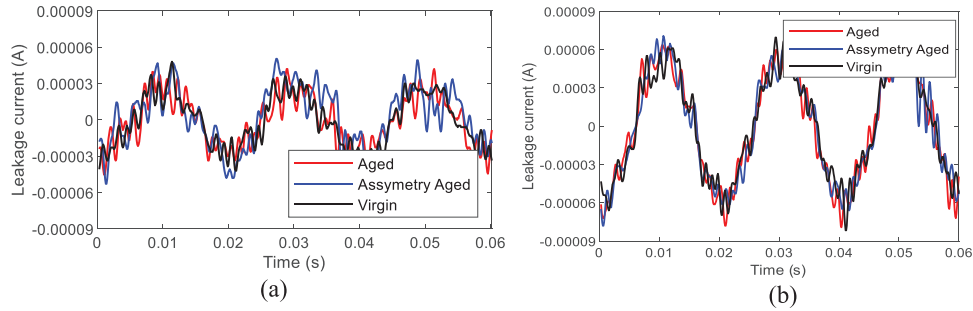 0.00009
0.00006
0.00003
0
-0.00003
-0.00006
-0.00009
Leakage current (A)
0 0.01 0.02 0.03 0.04 0.05 0.06
Time (s)
Aged
Assymetry Aged
Virgin
(a)
0.00009
0.00006
0.00003
0
-0.00003
-0.00006
-0.00009
Leakage current (A)
0 0.01 0.02 0.03 0.04 0.05 0.06
Time (s)
Aged
Assymetry Aged
Virgin
(b)